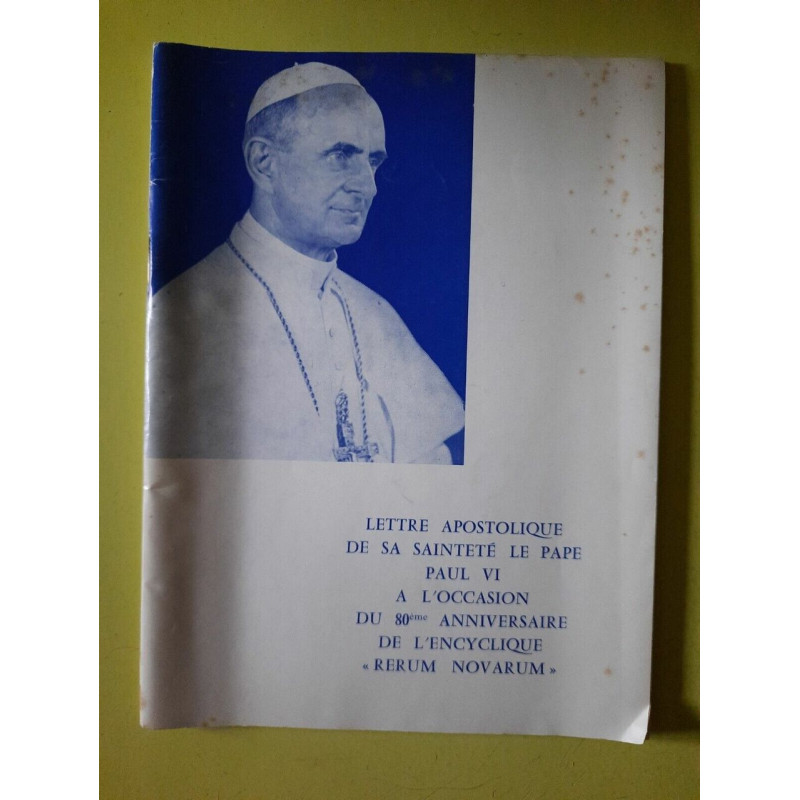 LETTRE APOSTOLIQUE
DE SA SAINTETÉ LE PAPE
PAUL VI
A L'OCCASION
DU 80ème ANNIVERSAIRE
DE L'ENCYCLIQUE
« RERUM NOVARUM »